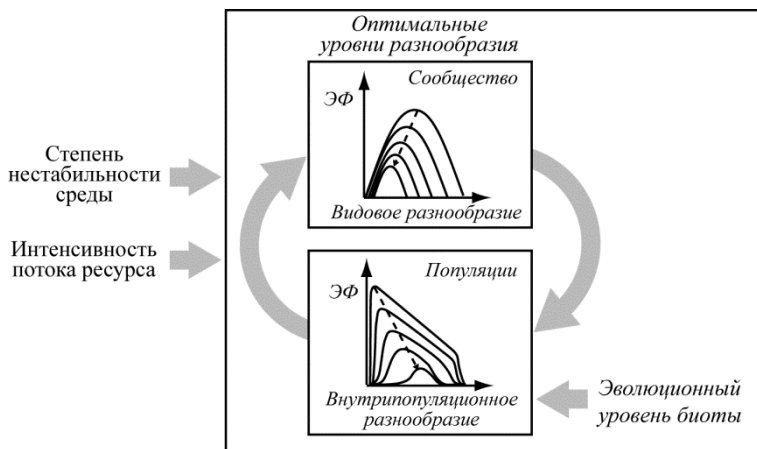 Оптимальные
уровни разнообразия
Сообщество
ЭФ
Видовое разнообразие
Степень
нестабильности
среды
Интенсивность
потока ресурса
Популяции
ЭФ
Внутрипопуляционное
разнообразие
Эволюционный
уровень биоты